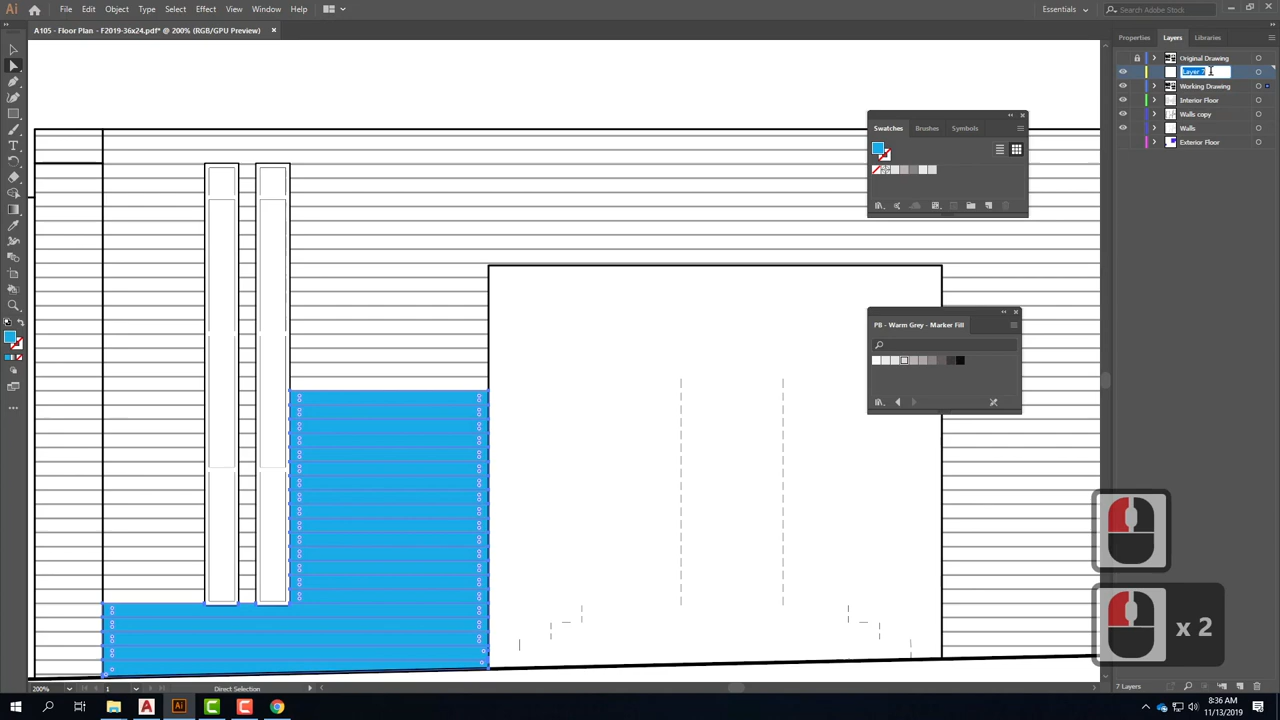 Ai File Edit Object Type Select Effect View Window Help
Essentials
Search Adobe Stock
A105 - Floor Plan - F2019-36x24.pdf* @ 200% (RGB/GPU Preview)
Properties Layers Libraries
Original Drawing
Layer 7
Working Drawing
Interior Floor
Walls copy
Walls
Exterior Floor
Swatches Brushes Symbols
PB - Warm Grey - Marker Fill
x 2
200% 1 Direct Selection 7 Layers
8:36 AM
11/13/2019